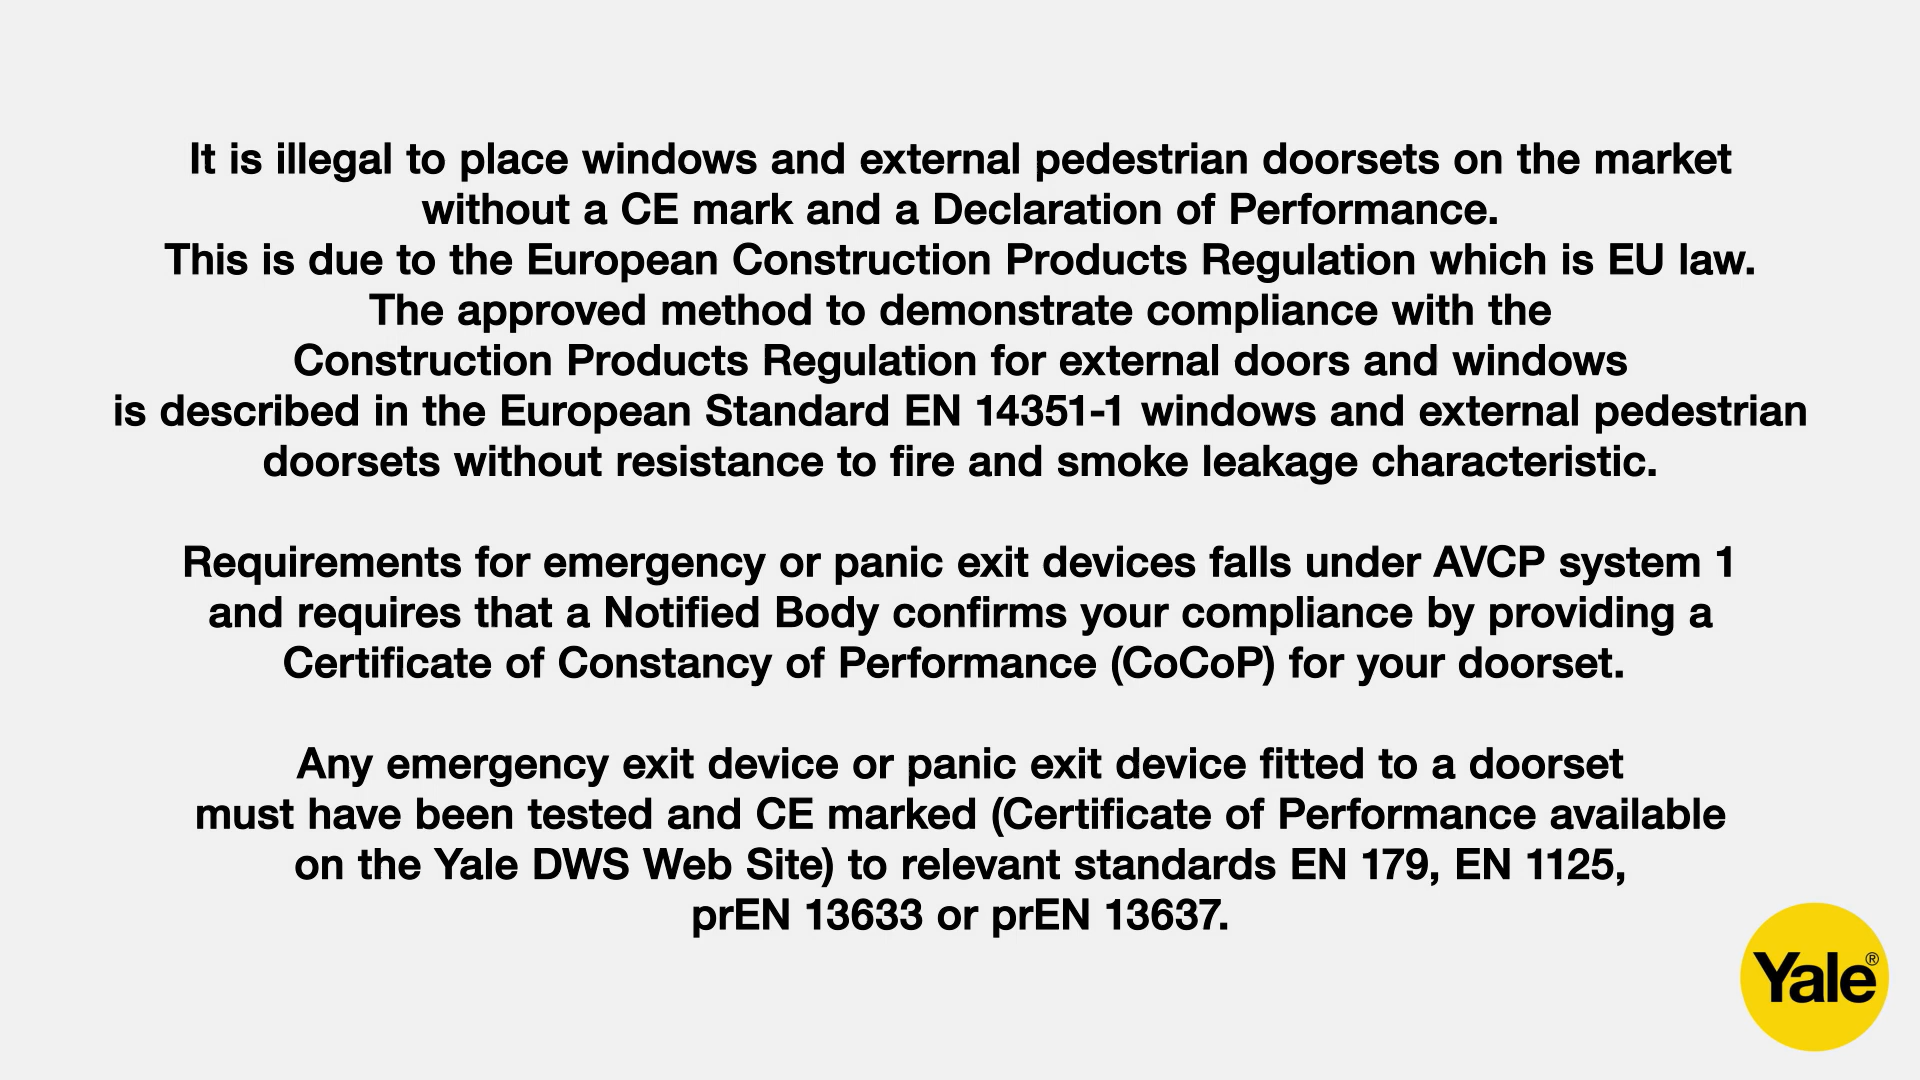 It is illegal to place windows and external pedestrian doorsets on the market
without a CE mark and a Declaration of Performance.
This is due to the European Construction Products Regulation which is EU law.
The approved method to demonstrate compliance with the
Construction Products Regulation for external doors and windows
is described in the European Standard EN 14351-1 windows and external pedestrian
doorsets without resistance to fire and smoke leakage characteristic.
Requirements for emergency or panic exit devices falls under AVCP system 1
and requires that a Notified Body confirms your compliance by providing a
Certificate of Constancy of Performance (CoCoP) for your doorset.
Any emergency exit device or panic exit device fitted to a doorset
must have been tested and CE marked (Certificate of Performance available
on the Yale DWS Web Site) to relevant standards EN 179, EN 1125,
prEN 13633 or prEN 13637.
Yale®